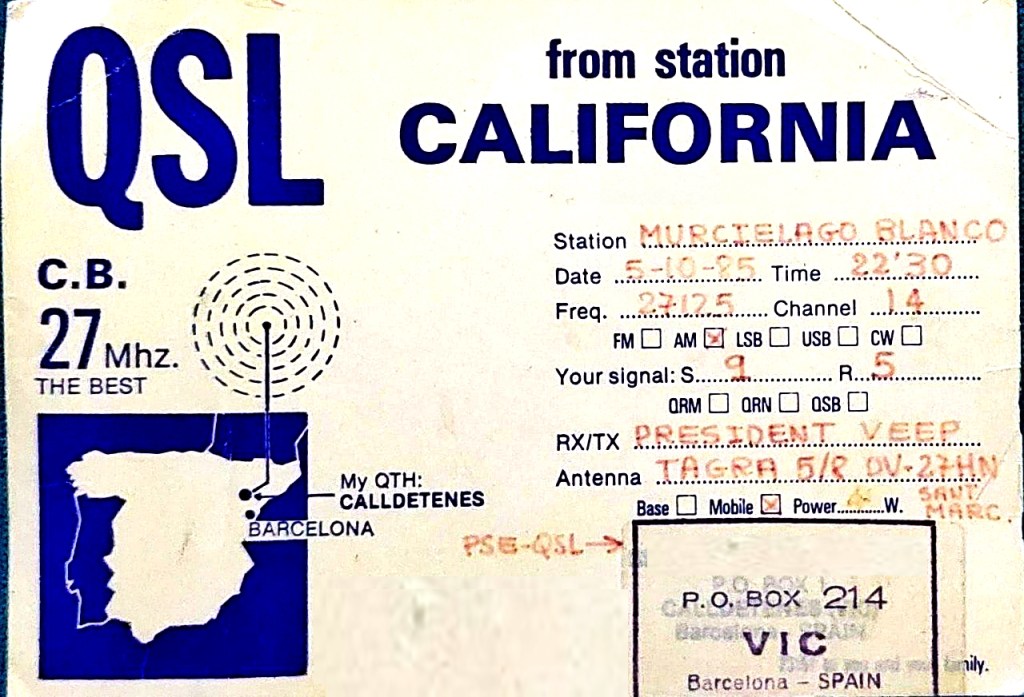 QSL
from station
CALIFORNIA
C.B.
27 Mhz.
THE BEST
Station MURCIELAGO BLANCO
Date 5-10-85 Time 22'30
Freq. 27125 Channel 14
FM AM LSB USB CW
Your signal: S 9 R 5
QRM QRN QSB
RX/TX PRESIDENT VEEP
Antenna TAGRA 5/8 DV-27HN
Base Mobile Power 4 W. SANT MARC.
My QTH:
CALLDETENES
BARCELONA
PSE-QSL→
P.O. BOX 214
VIC
Barcelona - SPAIN